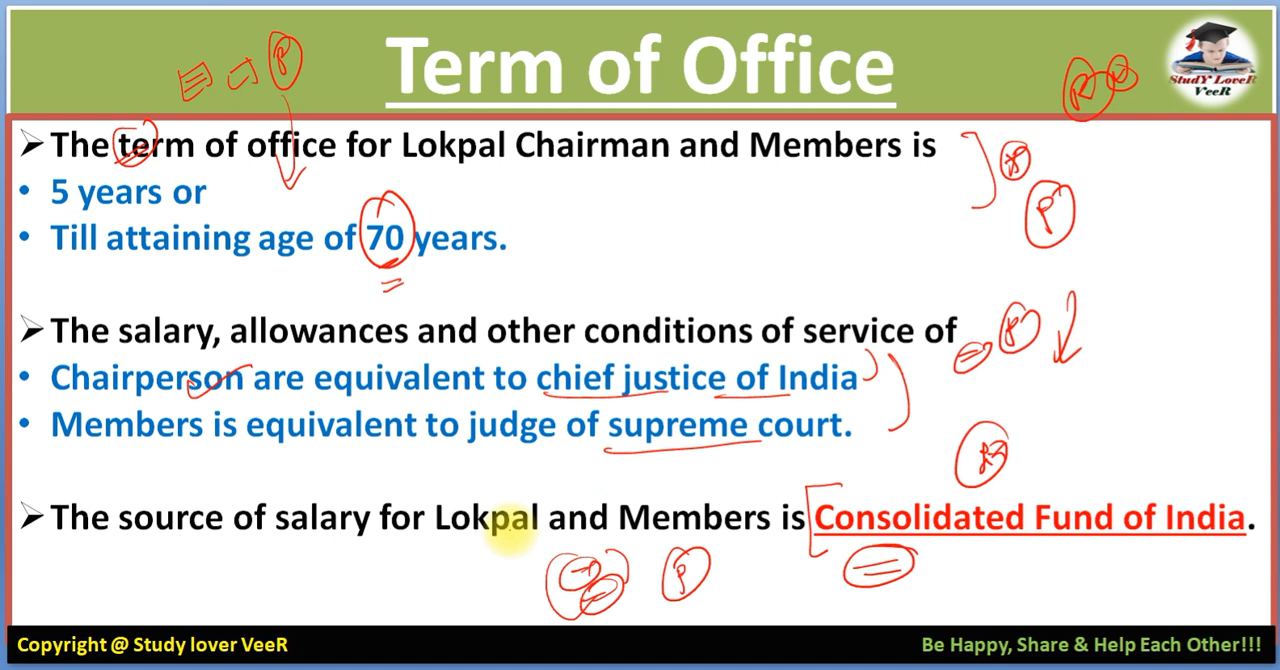 Term of Office
StudY LoveR
VeeR
➢The term of office for Lokpal Chairman and Members is
• 5 years or
• Till attaining age of 70 years.
➢The salary, allowances and other conditions of service of
• Chairperson are equivalent to chief justice of India
• Members is equivalent to judge of supreme court.
➢The source of salary for Lokpal and Members is Consolidated Fund of India.
Copyright @ Study lover VeeR
Be Happy, Share & Help Each Other!!!